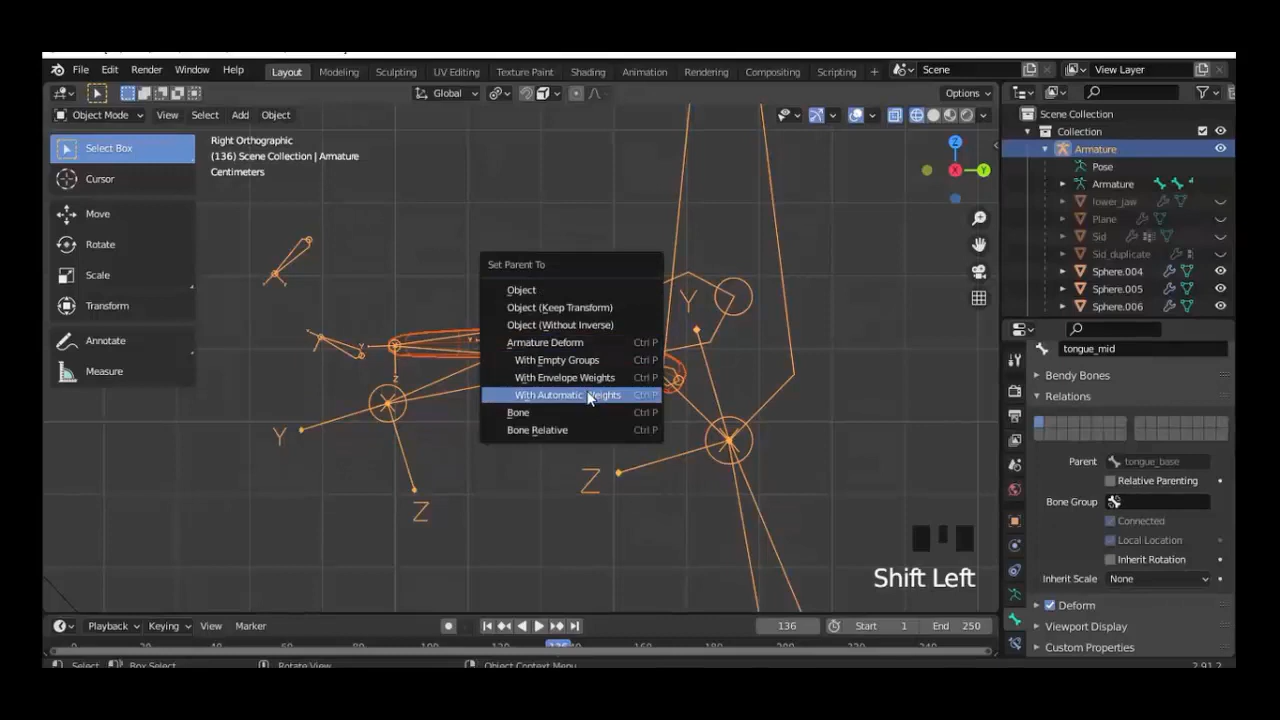 File Edit Render Window Help Layout Modeling Sculpting UV Editing Texture Paint Shading Animation Rendering Compositing Scripting + Scene View Layer
Global Options
Object Mode View Select Add Object
Select Box
Cursor
Move
Rotate
Scale
Transform
Annotate
Measure
Right Orthographic
(136) Scene Collection | Armature
Centimeters
Z
X
Y
Set Parent To
Object
Object (Keep Transform)
Object (Without Inverse)
Armature Deform Ctrl P
With Empty Groups Ctrl P
With Envelope Weights Ctrl P
With Automatic Weights Ctrl P
Bone Ctrl P
Bone Relative Ctrl P
Y
Y
Z
Z
Shift Left
Scene Collection
Collection
Armature
Pose
Armature
lower_jaw
Plane
Sid
Sid_duplicate
Sphere.004
Sphere.005
Sphere.006
tongue_mid
Bendy Bones
Relations
Parent tongue_base
Relative Parenting
Bone Group
Connected
Local Location
Inherit Rotation
Inherit Scale None
Deform
Viewport Display
Custom Properties
Playback Keying View Marker 136 Start 1 End 250
Select Box Select Rotate View Object Context Menu 2.91.2